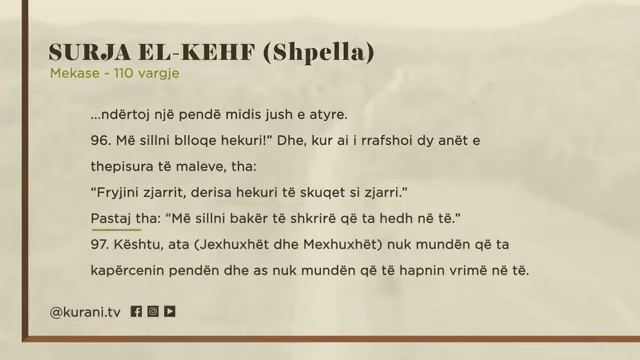 SURJA EL-KEHF (Shpella)
Mekase - 110 vargje
...ndërtoj një pendë midis jush e atyre.
96. Më sillni blloqe hekuri!” Dhe, kur ai i rrafshoi dy anët e
thepisura të maleve, tha:
“Fryjini zjarrit, derisa hekuri të skuqet si zjarri.”
Pastaj tha: “Më sillni bakër të shkrirë që ta hedh në të.”
97. Kështu, ata (Jexhuxhët dhe Mexhuxhët) nuk mundën që ta
kapërcenin pendën dhe as nuk mundën që të hapnin vrimë në të.
@kurani.tv